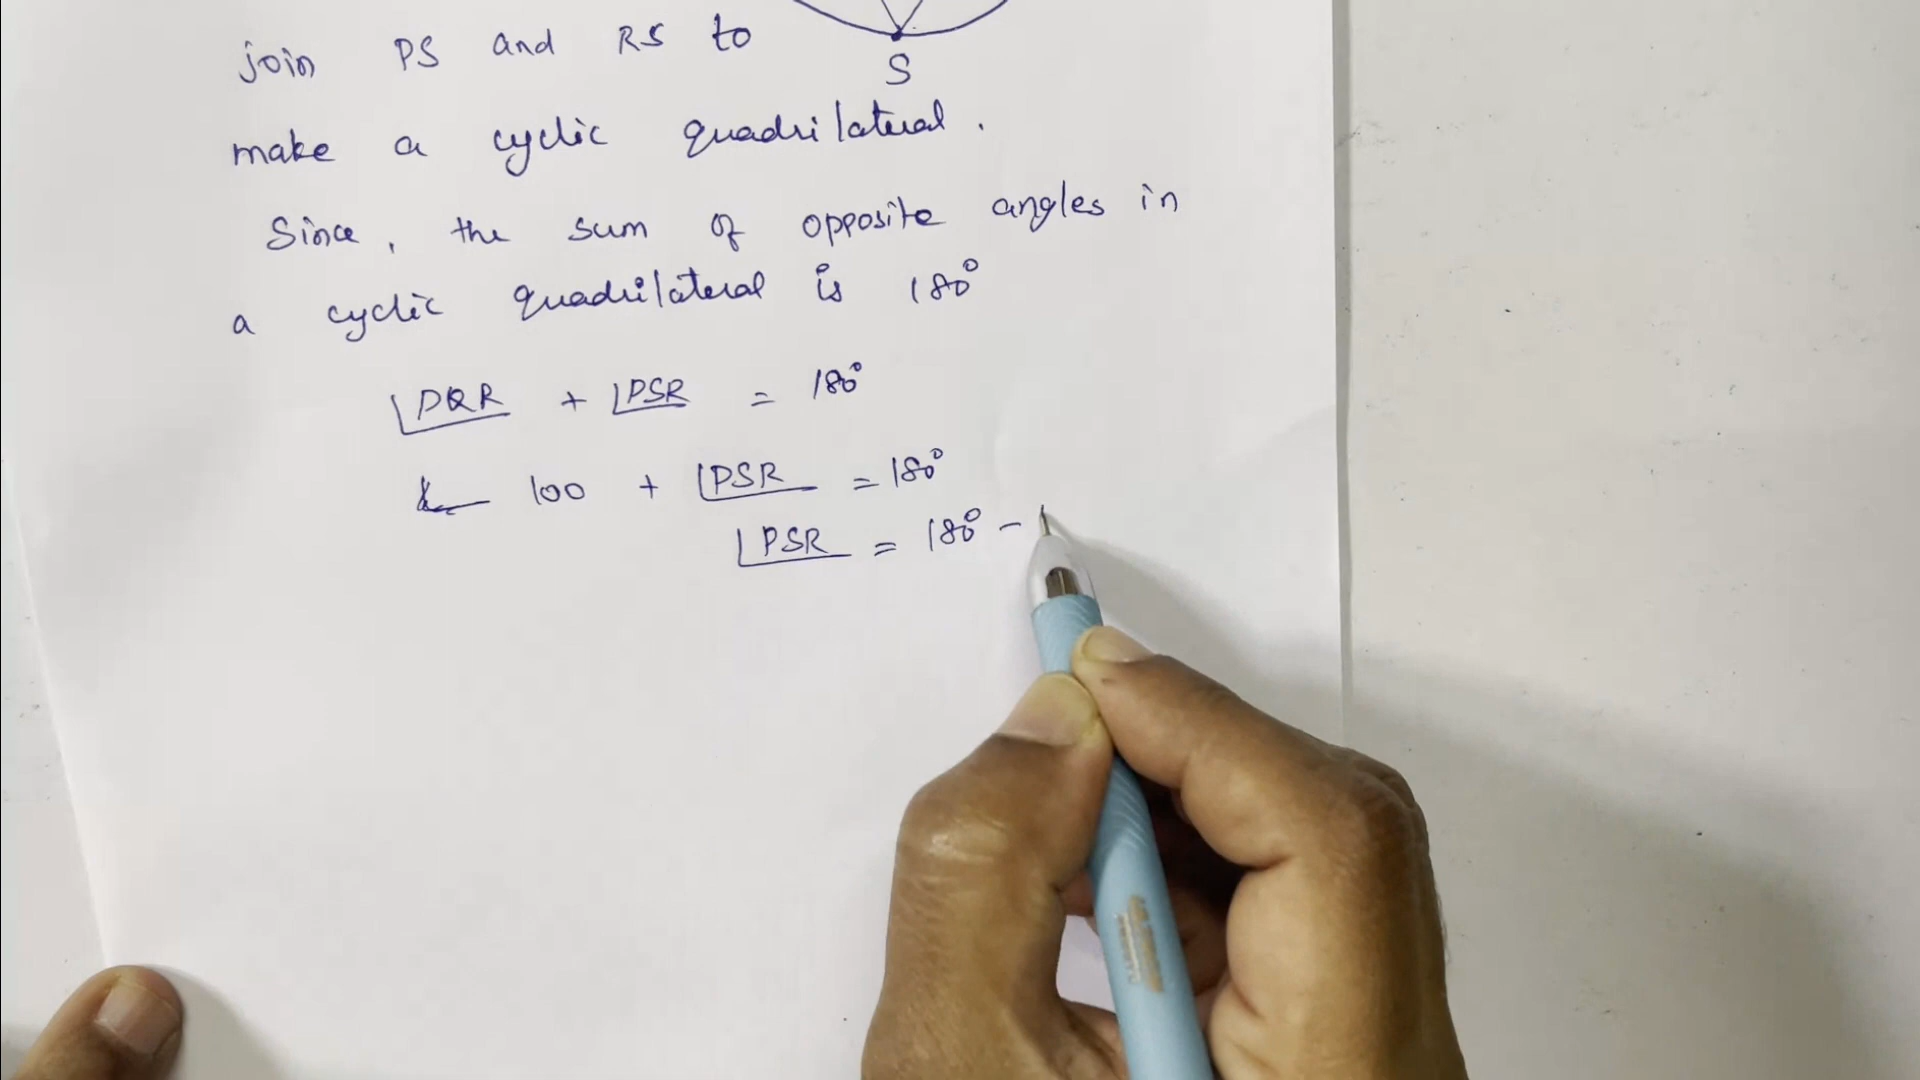 join PS and RS to
S
make a cyclic quadrilateral.
Since, the sum of opposite angles in
a cyclic quadrilateral is 180°
∠PQR + ∠PSR = 180°
100 + ∠PSR = 180°
∠PSR = 180° -